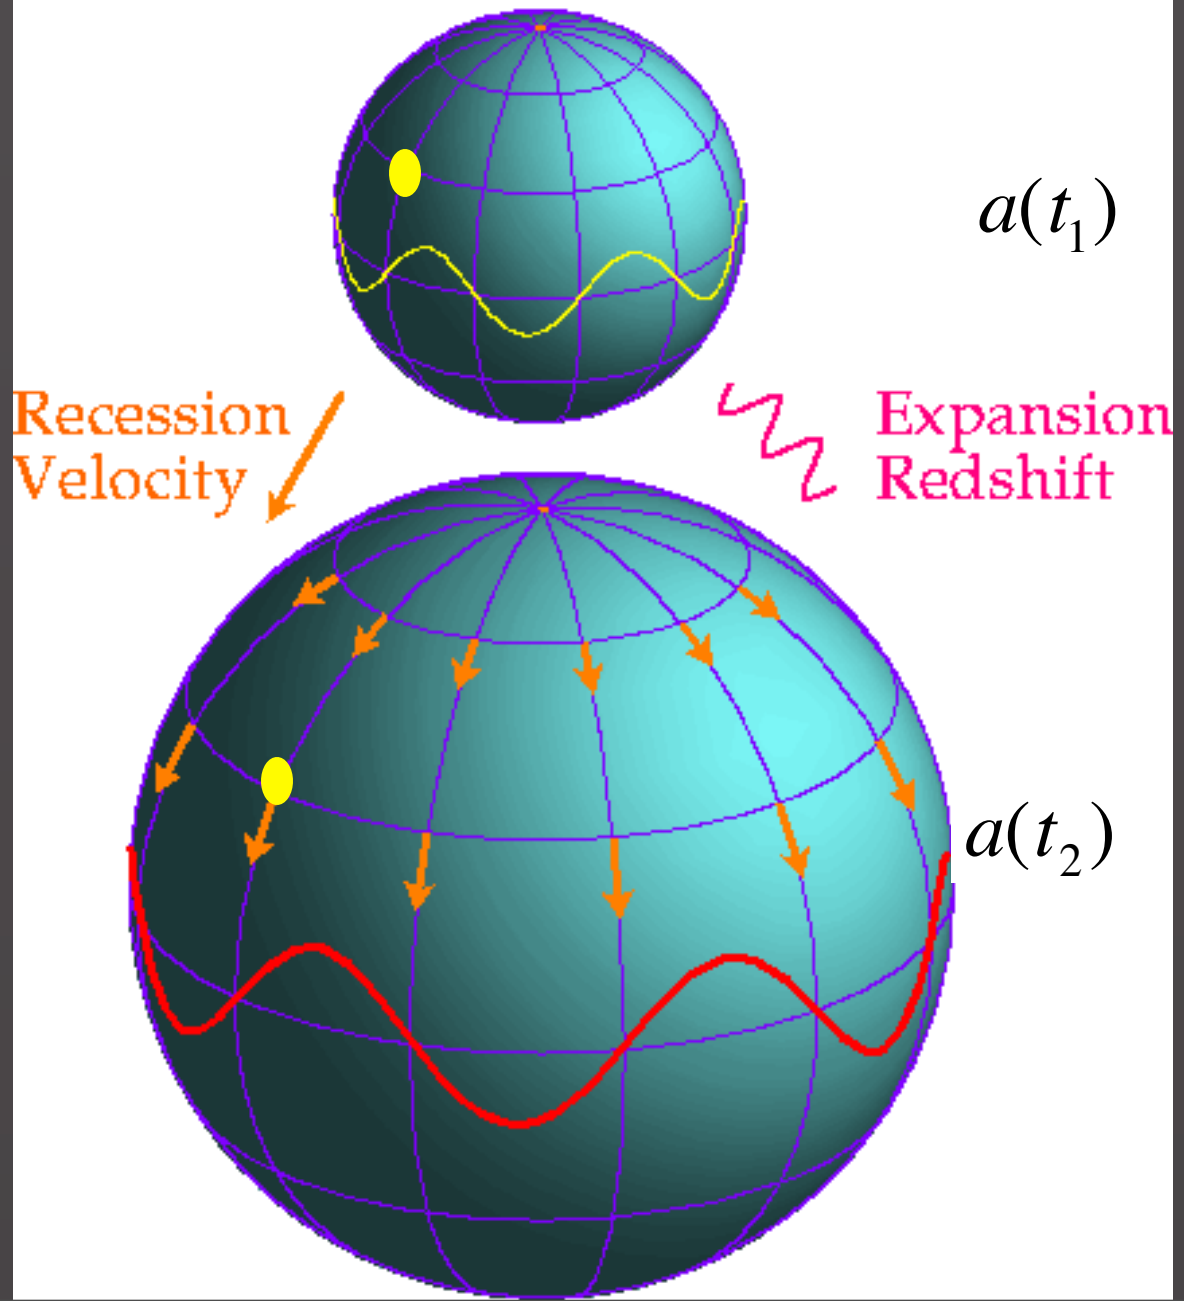 a(t₁)
Recession
Velocity
Expansion
Redshift
a(t₂)